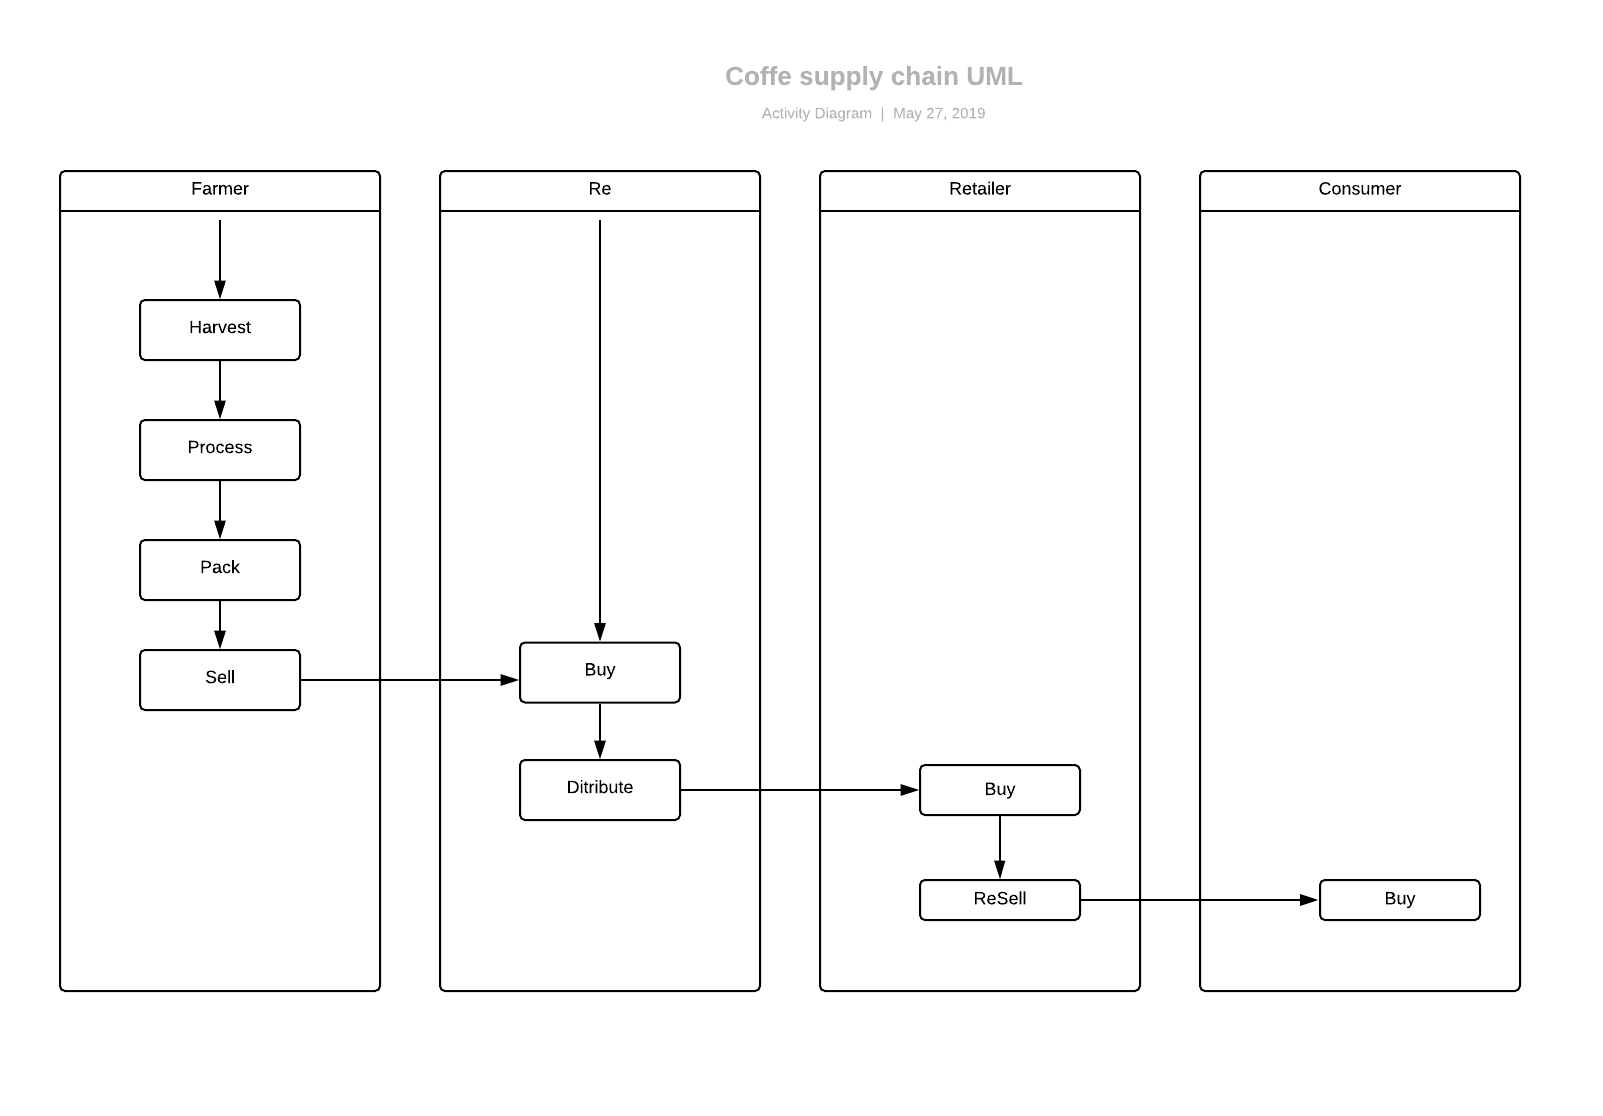 Coffe supply chain UML
Activity Diagram | May 27, 2019
Farmer
Re
Retailer
Consumer
Harvest
Process
Pack
Sell
Buy
Ditribute
Buy
ReSell
Buy